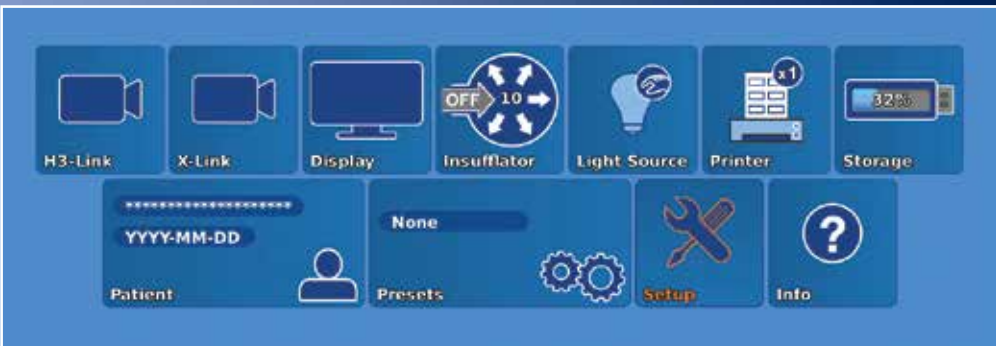 H3-Link
X-Link
Display
OFF 10
Insufflator
Light Source
x1
Printer
32%
Storage
*******************
YYYY-MM-DD
Patient
None
Presets
Setup
?
Info